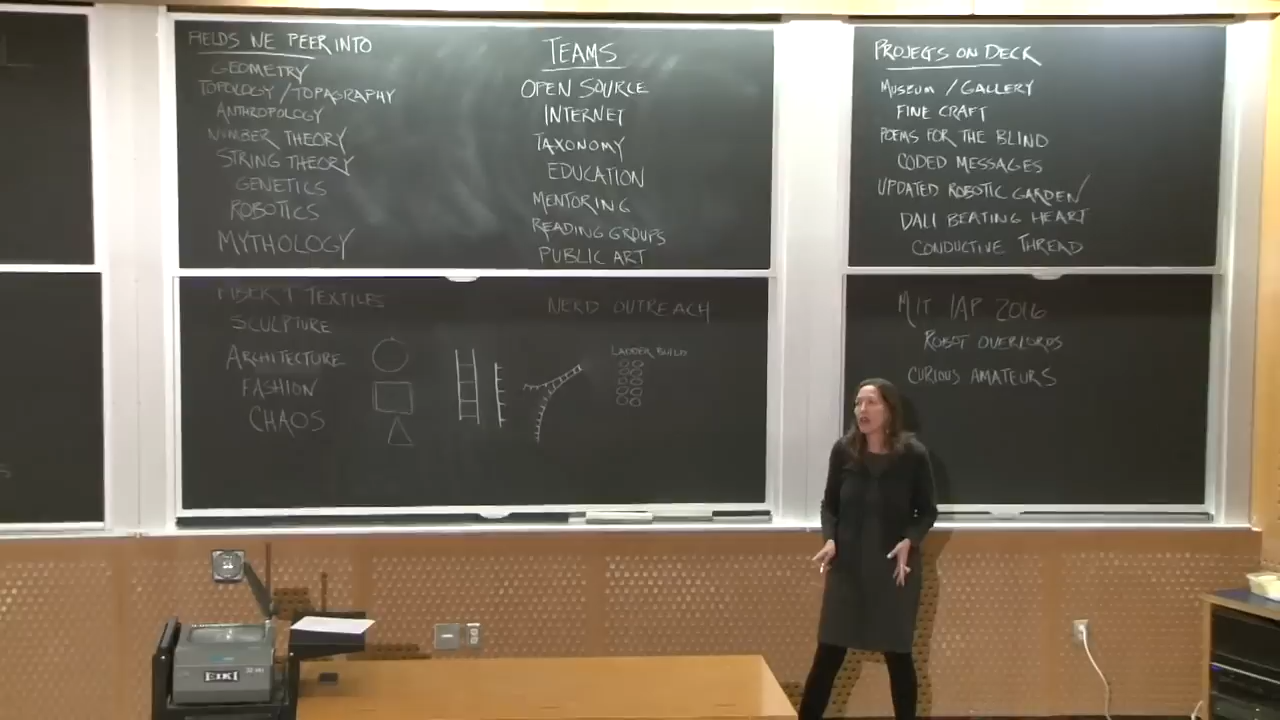 FIELDS WE PEER INTO
GEOMETRY
TOPOLOGY / TOPAGRAPHY
ANTHROPOLOGY
NUMBER THEORY
STRING THEORY
GENETICS
ROBOTICS
MYTHOLOGY
FIBER + TEXTILES
SCULPTURE
ARCHITECTURE
FASHION
CHAOS
TEAMS
OPEN SOURCE
INTERNET
TAXONOMY
EDUCATION
MENTORING
READING GROUPS
PUBLIC ART
NERD OUTREACH
LADDER BUILD
PROJECTS ON DECK
MUSEUM / GALLERY
FINE CRAFT
POEMS FOR THE BLIND
CODED MESSAGES
UPDATED ROBOTIC GARDEN
DALI BEATING HEART
CONDUCTIVE THREAD
MIT IAP 2016
ROBOT OVERLORDS
CURIOUS AMATEURS
EIKI